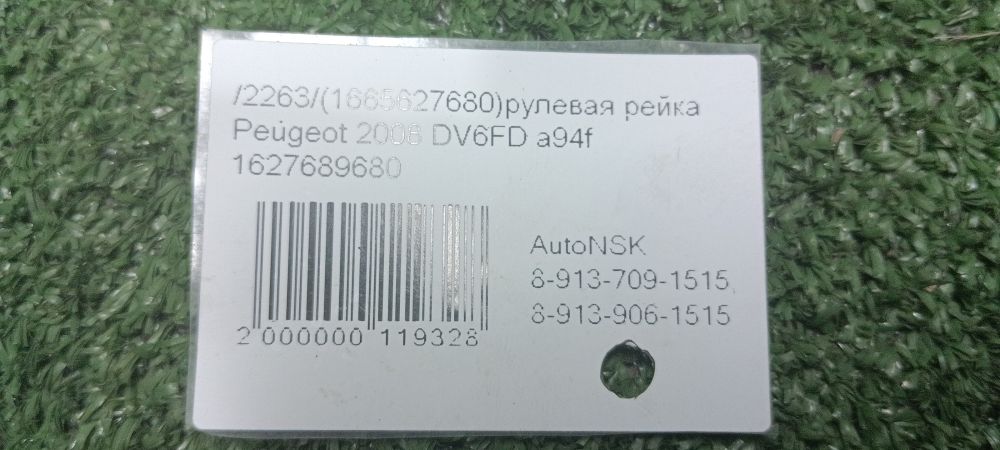 /2263/(1665627680)рулевая рейка
Peugeot 2008 DV6FD a94f
1627689680
AutoNSK
8-913-709-1515,
8-913-906-1515
2 000000 119328